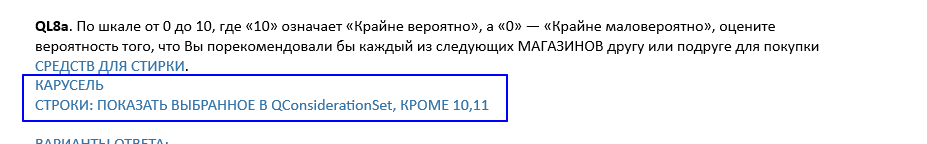 QL8a. По шкале от 0 до 10, где «10» означает «Крайне вероятно», а «0» — «Крайне маловероятно», оцените
вероятность того, что Вы порекомендовали бы каждый из следующих МАГАЗИНОВ другу или подруге для покупки
СРЕДСТВ ДЛЯ СТИРКИ.
КАРУСЕЛЬ
СТРОКИ: ПОКАЗАТЬ ВЫБРАННОЕ В QConsiderationSet, КРОМЕ 10,11
ВАРИАНТЫ ОТВЕТА: